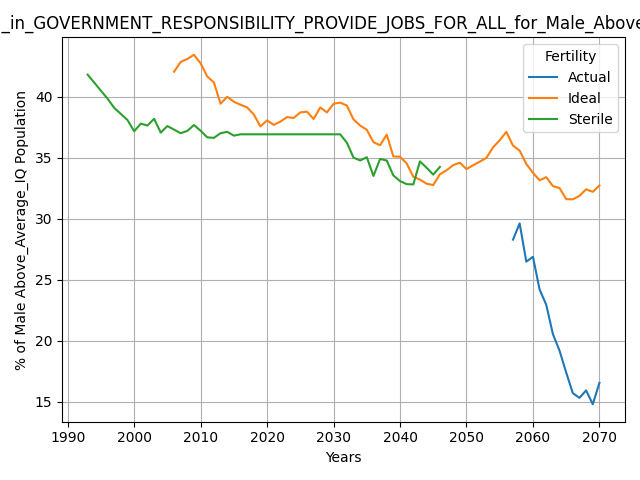 _in_GOVERNMENT_RESPONSIBILITY_PROVIDE_JOBS_FOR_ALL_for_Male_Above
Fertility
Actual
Ideal
Sterile
% of Male Above_Average_IQ Population
40
35
30
25
20
15
1990 2000 2010 2020 2030 2040 2050 2060 2070
Years